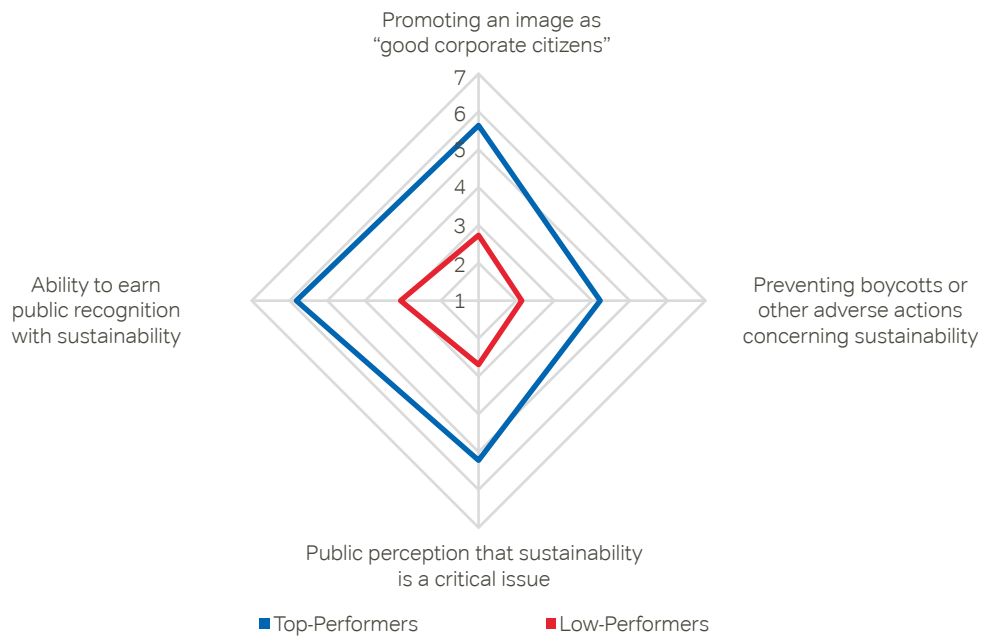 Promoting an image as
“good corporate citizens”
7
6
5
4
3
2
1
Ability to earn
public recognition
with sustainability
Preventing boycotts or
other adverse actions
concerning sustainability
Public perception that sustainability
is a critical issue
Top-Performers
Low-Performers